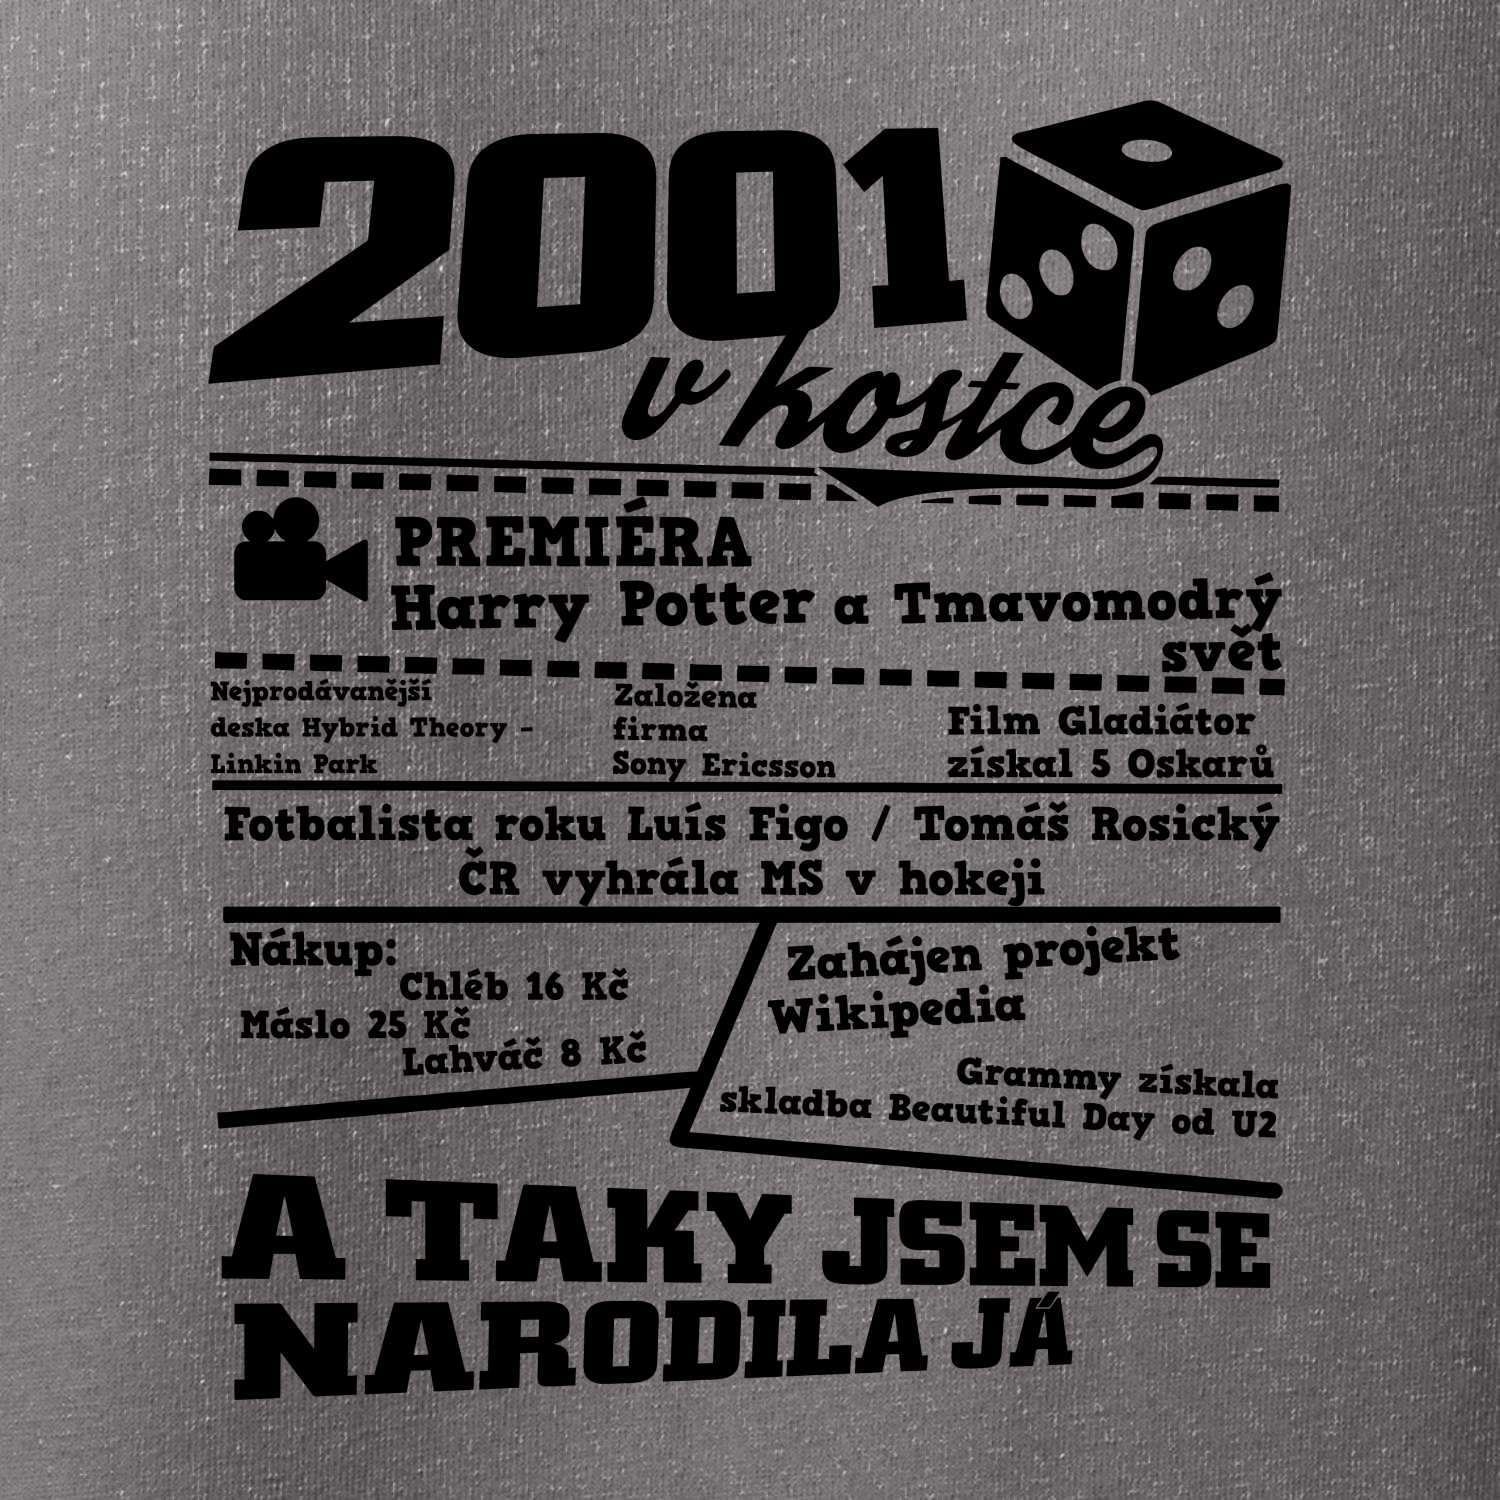 2001
v kostce
PREMIÉRA
Harry Potter a Tmavomodrý
svět
Nejprodávanější
deska Hybrid Theory -
Linkin Park
Založena
firma
Sony Ericsson
Film Gladiátor
získal 5 Oskarů
Fotbalista roku Luís Figo / Tomáš Rosický
ČR vyhrála MS v hokeji
Nákup:
Chléb 16 Kč
Máslo 25 Kč
Lahváč 8 Kč
Zahájen projekt
Wikipedia
Grammy získala
skladba Beautiful Day od U2
A TAKY JSEM SE
NARODILA JÁ